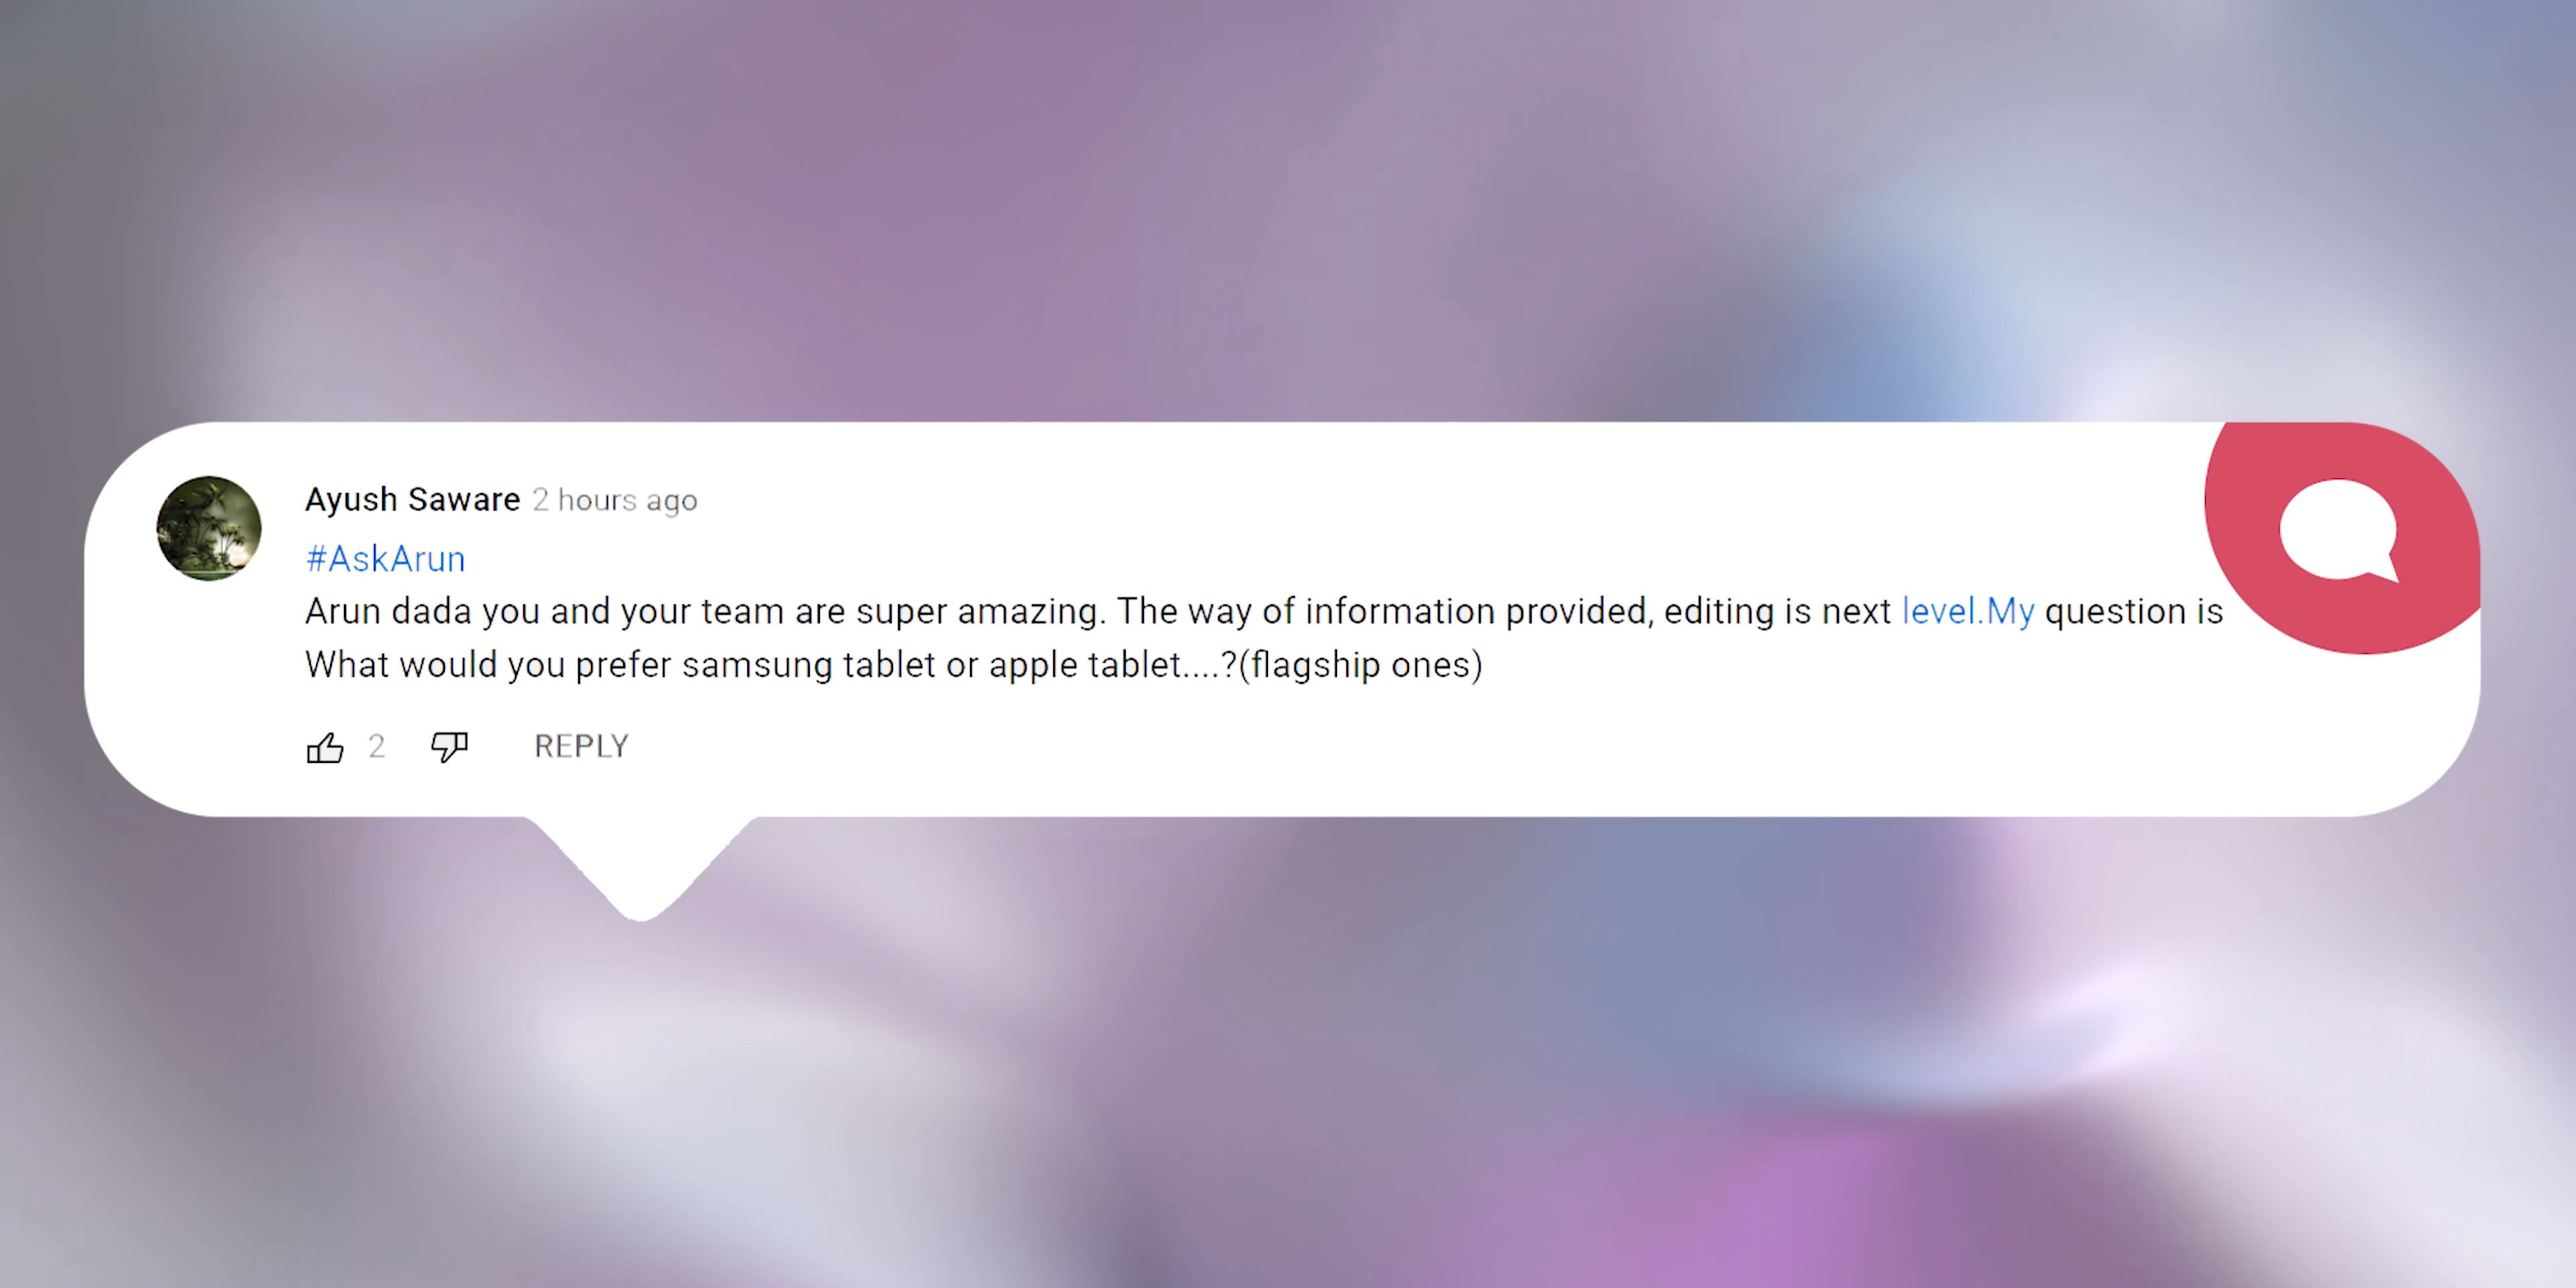 Ayush Saware 2 hours ago
#AskArun
Arun dada you and your team are super amazing. The way of information provided, editing is next level.My question is
What would you prefer samsung tablet or apple tablet....?(flagship ones)
2 REPLY